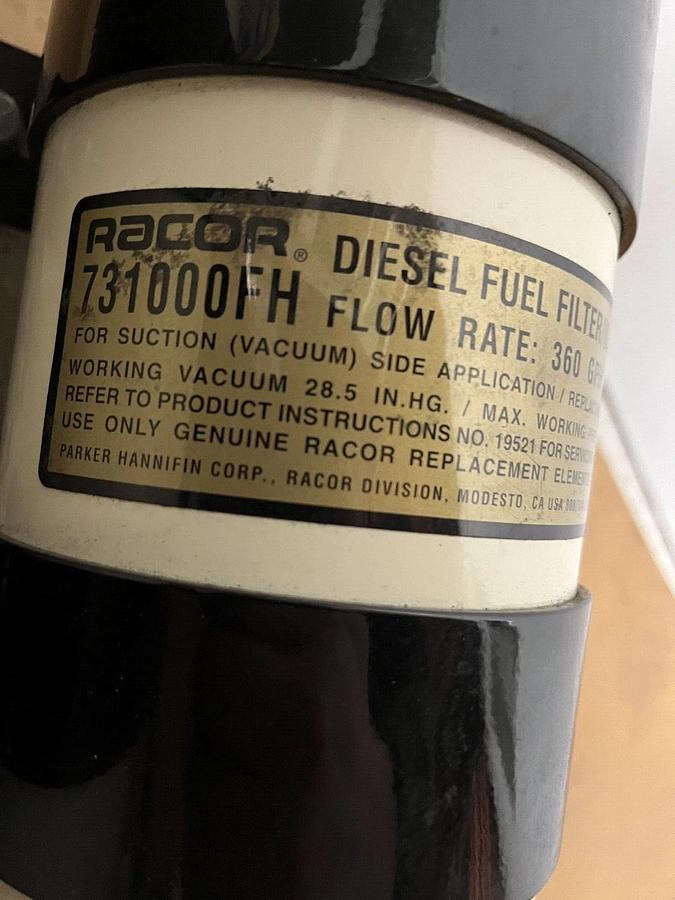 RACOR® DIESEL FUEL FILTER
731000FH FLOW RATE: 360
FOR SUCTION (VACUUM) SIDE APPLICATION /
WORKING VACUUM 28.5 IN.HG. / MAX. WORKING
REFER TO PRODUCT INSTRUCTIONS NO. 19521 FOR
USE ONLY GENUINE RACOR REPLACEMENT
PARKER HANNIFIN CORP., RACOR DIVISION, MODESTO, CA USA